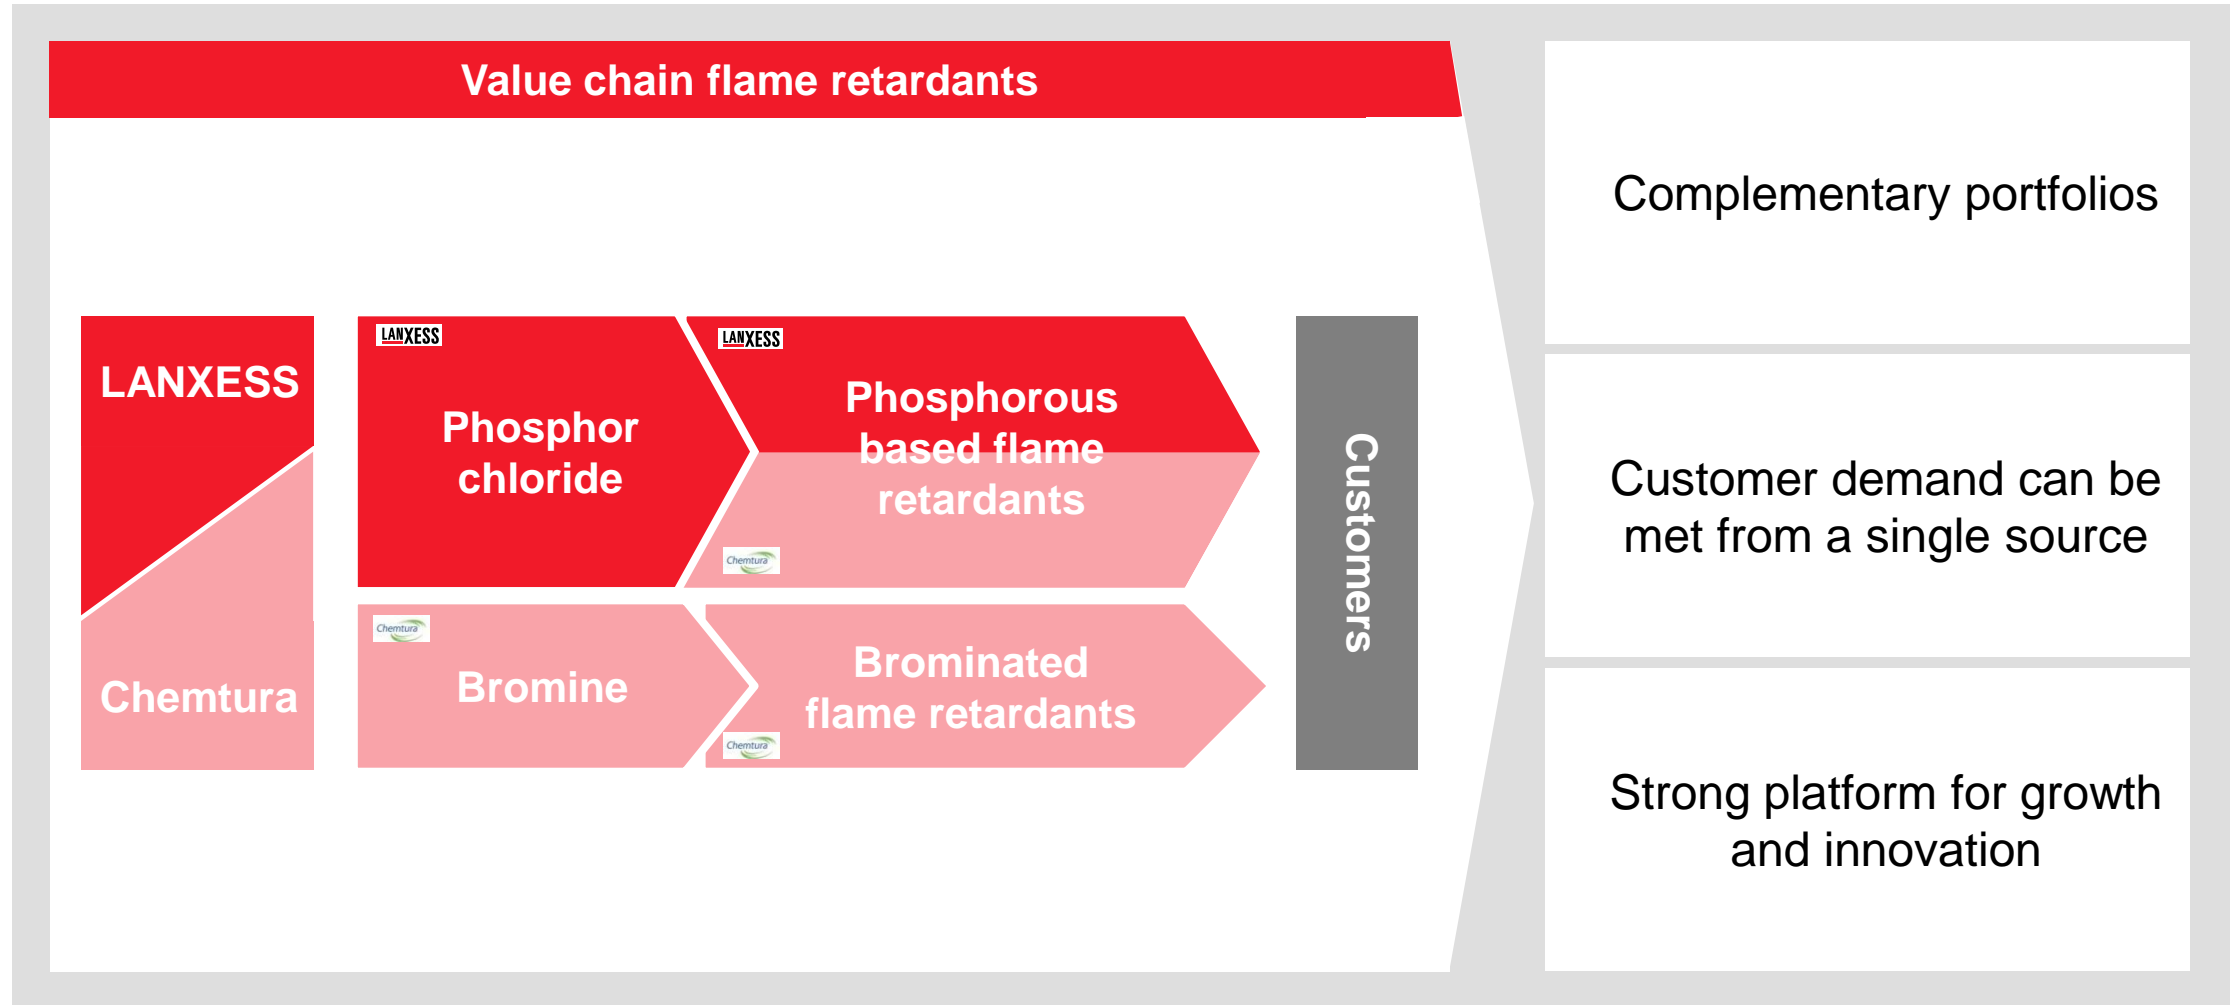 Value chain flame retardants
LANXESS
Chemtura
LANXESS
Phosphor
chloride
LANXESS
Phosphorous
based flame
retardants
Chemtura
Chemtura
Bromine
Brominated
flame retardants
Chemtura
Customers
Complementary portfolios
Customer demand can be
met from a single source
Strong platform for growth
and innovation